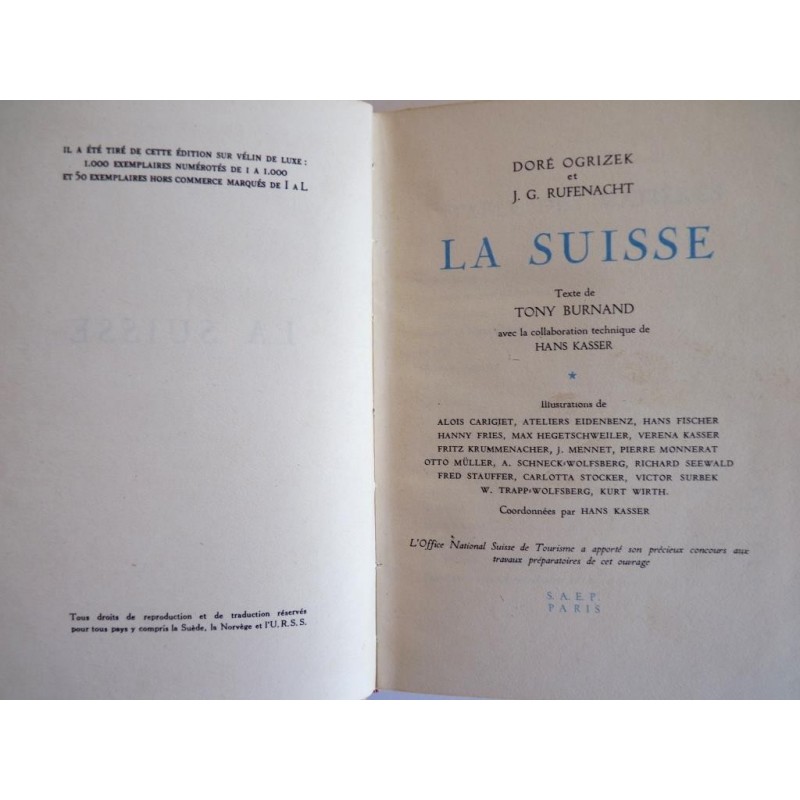 IL A ÉTÉ TIRÉ DE CETTE ÉDITION SUR VÉLIN DE LUXE :
1.000 EXEMPLAIRES NUMÉROTÉS DE 1 A 1.000
ET 50 EXEMPLAIRES HORS COMMERCE MARQUÉS DE I A L
Tous droits de reproduction et de traduction réservés
pour tous pays y compris la Suède, la Norvège et l'U.R.S.S.
DORÉ OGRIZEK
et
J. G. RUFENACHT
LA SUISSE
Texte de
TONY BURNAND
avec la collaboration technique de
HANS KASSER
*
Illustrations de
ALOIS CARIGIET, ATELIERS EIDENBENZ, HANS FISCHER
HANNY FRIES, MAX HEGETSCHWEILER, VERENA KASSER
FRITZ KRUMMENACHER, J. MENNET, PIERRE MONNERAT
OTTO MÜLLER, A. SCHNECK-WOLFSBERG, RICHARD SEEWALD
FRED STAUFFER, CARLOTTA STOCKER, VICTOR SURBEK
W. TRAPP-WOLFSBERG, KURT WIRTH.
Coordonnées par HANS KASSER
L'Office National Suisse de Tourisme a apporté son précieux concours aux
travaux préparatoires de cet ouvrage
S.A.E.P.
PARIS